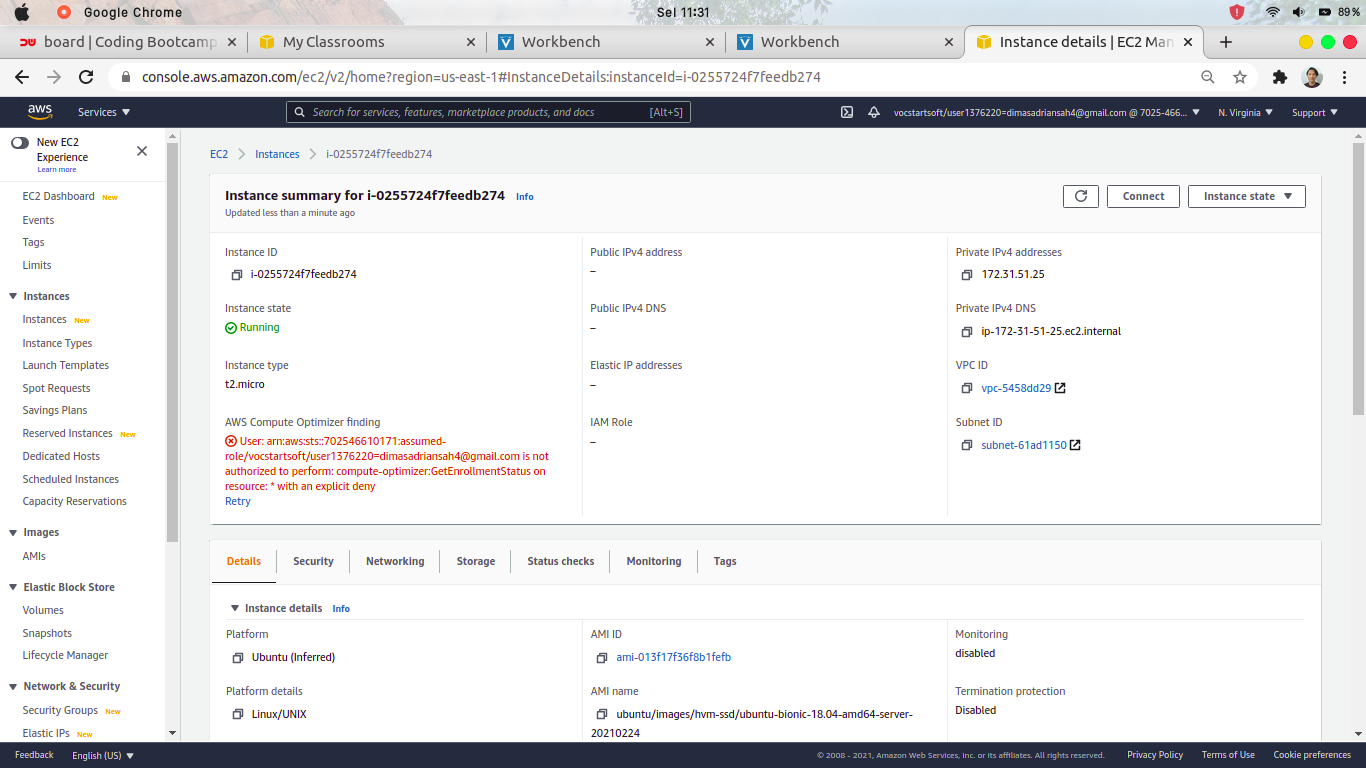 Google Chrome
Sel 11:31
89%
board | Coding Bootcamp
My Classrooms
Workbench
Workbench
Instance details | EC2 Man
console.aws.amazon.com/ec2/v2/home?region=us-east-1#InstanceDetails:instanceId=i-0255724f7feedb274
aws
Services
Search for services, features, marketplace products, and docs
[Alt+S]
vocstartsoft/user1376220=dimasadriansah4@gmail.com @ 7025-466...
N. Virginia
Support
New EC2
Experience
Learn more
EC2 Dashboard New
Events
Tags
Limits
Instances
Instances New
Instance Types
Launch Templates
Spot Requests
Savings Plans
Reserved Instances New
Dedicated Hosts
Scheduled Instances
Capacity Reservations
Images
AMIs
Elastic Block Store
Volumes
Snapshots
Lifecycle Manager
Network & Security
Security Groups New
Elastic IPs New
EC2 > Instances > i-0255724f7feedb274
Instance summary for i-0255724f7feedb274 Info
Updated less than a minute ago
Connect
Instance state
Instance ID
i-0255724f7feedb274
Public IPv4 address
–
Private IPv4 addresses
172.31.51.25
Instance state
Running
Public IPv4 DNS
–
Private IPv4 DNS
ip-172-31-51-25.ec2.internal
Instance type
t2.micro
Elastic IP addresses
–
VPC ID
vpc-5458dd29
AWS Compute Optimizer finding
User: arn:aws:sts::702546610171:assumed-
role/vocstartsoft/user1376220=dimasadriansah4@gmail.com is not
authorized to perform: compute-optimizer:GetEnrollmentStatus on
resource: * with an explicit deny
Retry
IAM Role
–
Subnet ID
subnet-61ad1150
Details
Security
Networking
Storage
Status checks
Monitoring
Tags
Instance details Info
Platform
Ubuntu (Inferred)
AMI ID
ami-013f17f36f8b1fefb
Monitoring
disabled
Platform details
Linux/UNIX
AMI name
ubuntu/images/hvm-ssd/ubuntu-bionic-18.04-amd64-server-
20210224
Termination protection
Disabled
Feedback
English (US)
© 2008 - 2021, Amazon Web Services, Inc. or its affiliates. All rights reserved.
Privacy Policy
Terms of Use
Cookie preferences